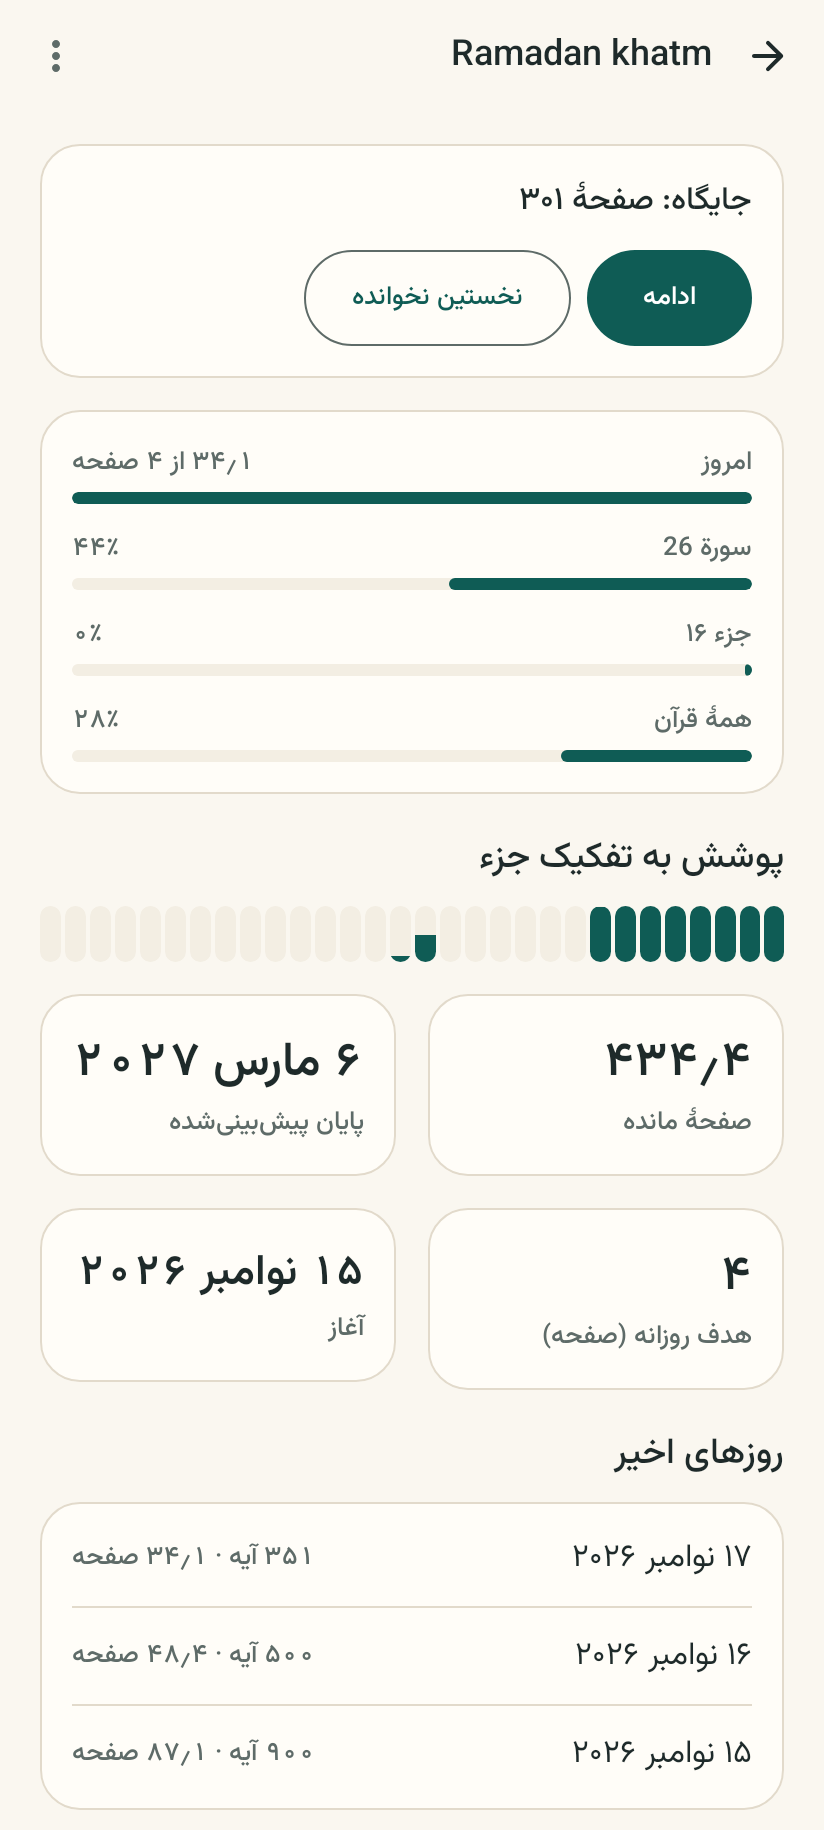 Ramadan khatm
جایگاه: صفحهٔ ۳۰۱
ادامه
نخستین نخوانده
امروز
۳۴٫۱ از ۴ صفحه
سورة 26
۴۴٪
جزء ۱۶
۰٪
همهٔ قرآن
۲۸٪
پوشش به تفکیک جزء
۴۳۴٫۴
صفحهٔ مانده
۶ مارس ۲۰۲۷
پایان پیش‌بینی‌شده
۴
هدف روزانه (صفحه)
۱۵ نوامبر ۲۰۲۶
آغاز
روزهای اخیر
۱۷ نوامبر ۲۰۲۶
۳۵۱ آیه · ۳۴٫۱ صفحه
۱۶ نوامبر ۲۰۲۶
۵۰۰ آیه · ۴۸٫۴ صفحه
۱۵ نوامبر ۲۰۲۶
۹۰۰ آیه · ۸۷٫۱ صفحه